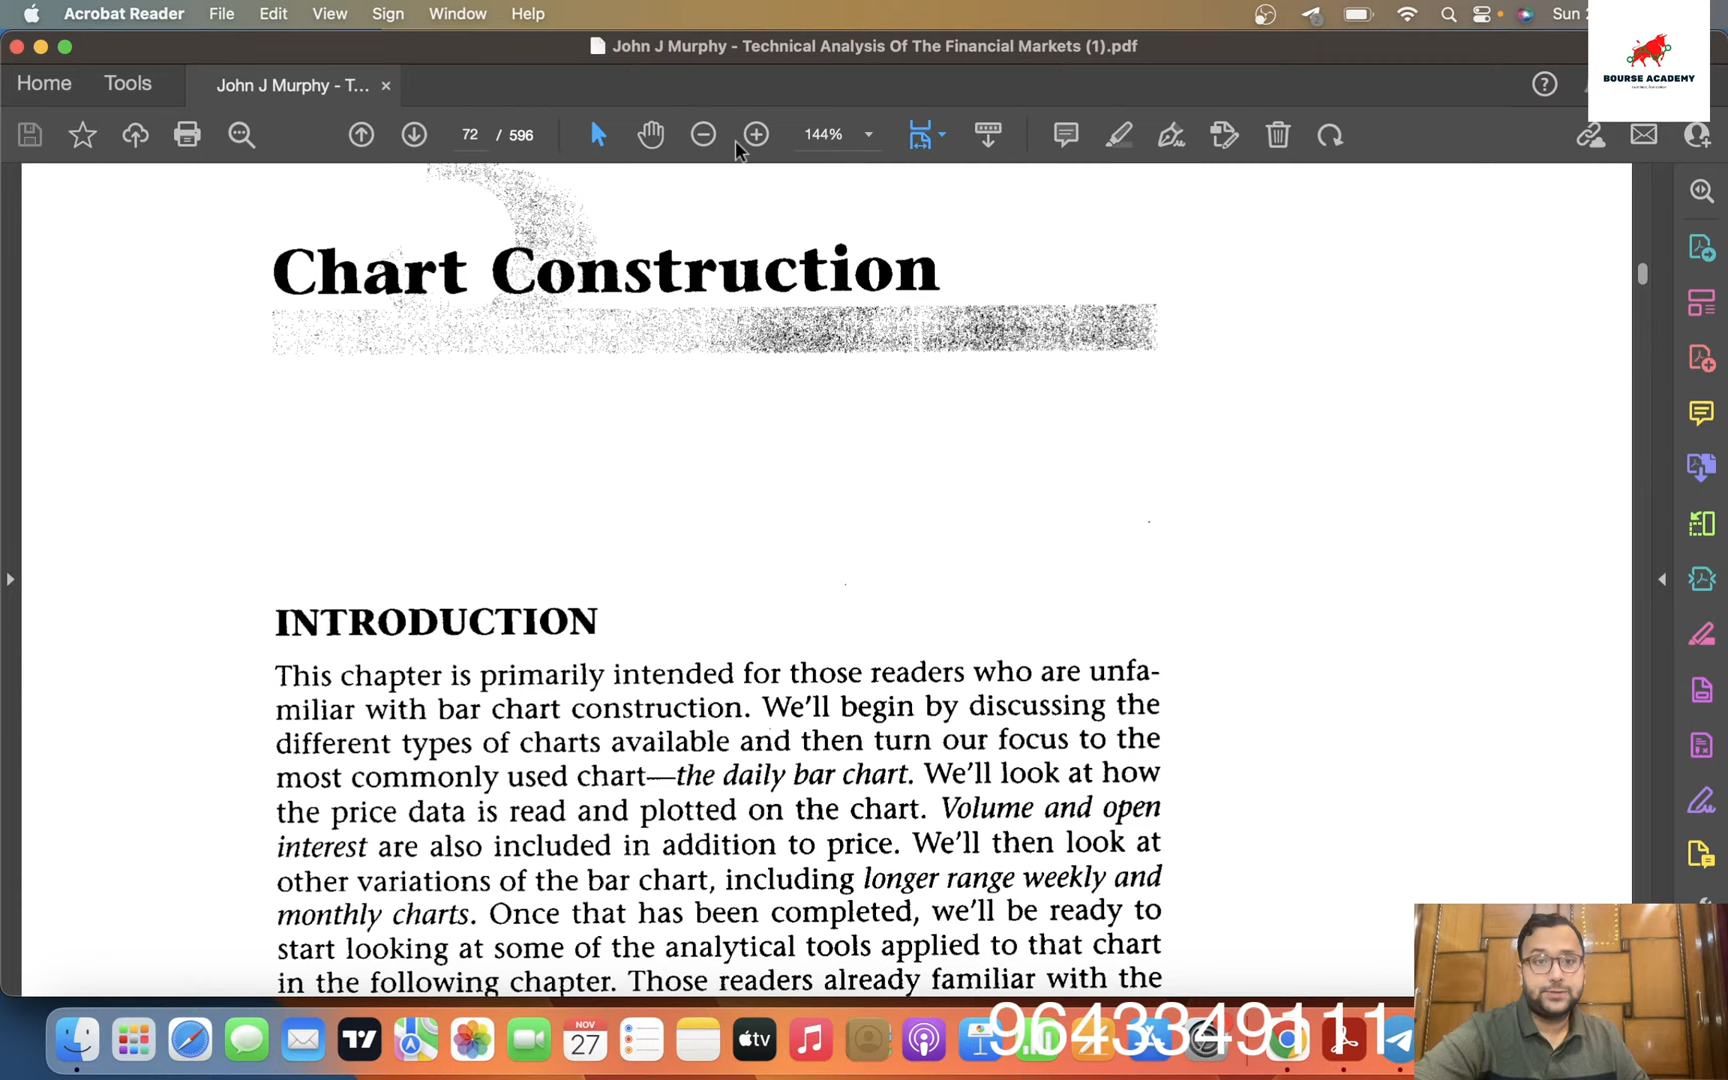 Acrobat Reader File Edit View Sign Window Help Sun
John J Murphy - Technical Analysis Of The Financial Markets (1).pdf
BOURSE ACADEMY
Home Tools John J Murphy - T... ×
72 / 596 144%
Chart Construction
INTRODUCTION
This chapter is primarily intended for those readers who are unfa-
miliar with bar chart construction. We'll begin by discussing the
different types of charts available and then turn our focus to the
most commonly used chart—the daily bar chart. We'll look at how
the price data is read and plotted on the chart. Volume and open
interest are also included in addition to price. We'll then look at
other variations of the bar chart, including longer range weekly and
monthly charts. Once that has been completed, we'll be ready to
start looking at some of the analytical tools applied to that chart
in the following chapter. Those readers already familiar with the
NOV
27
tv
9643349111